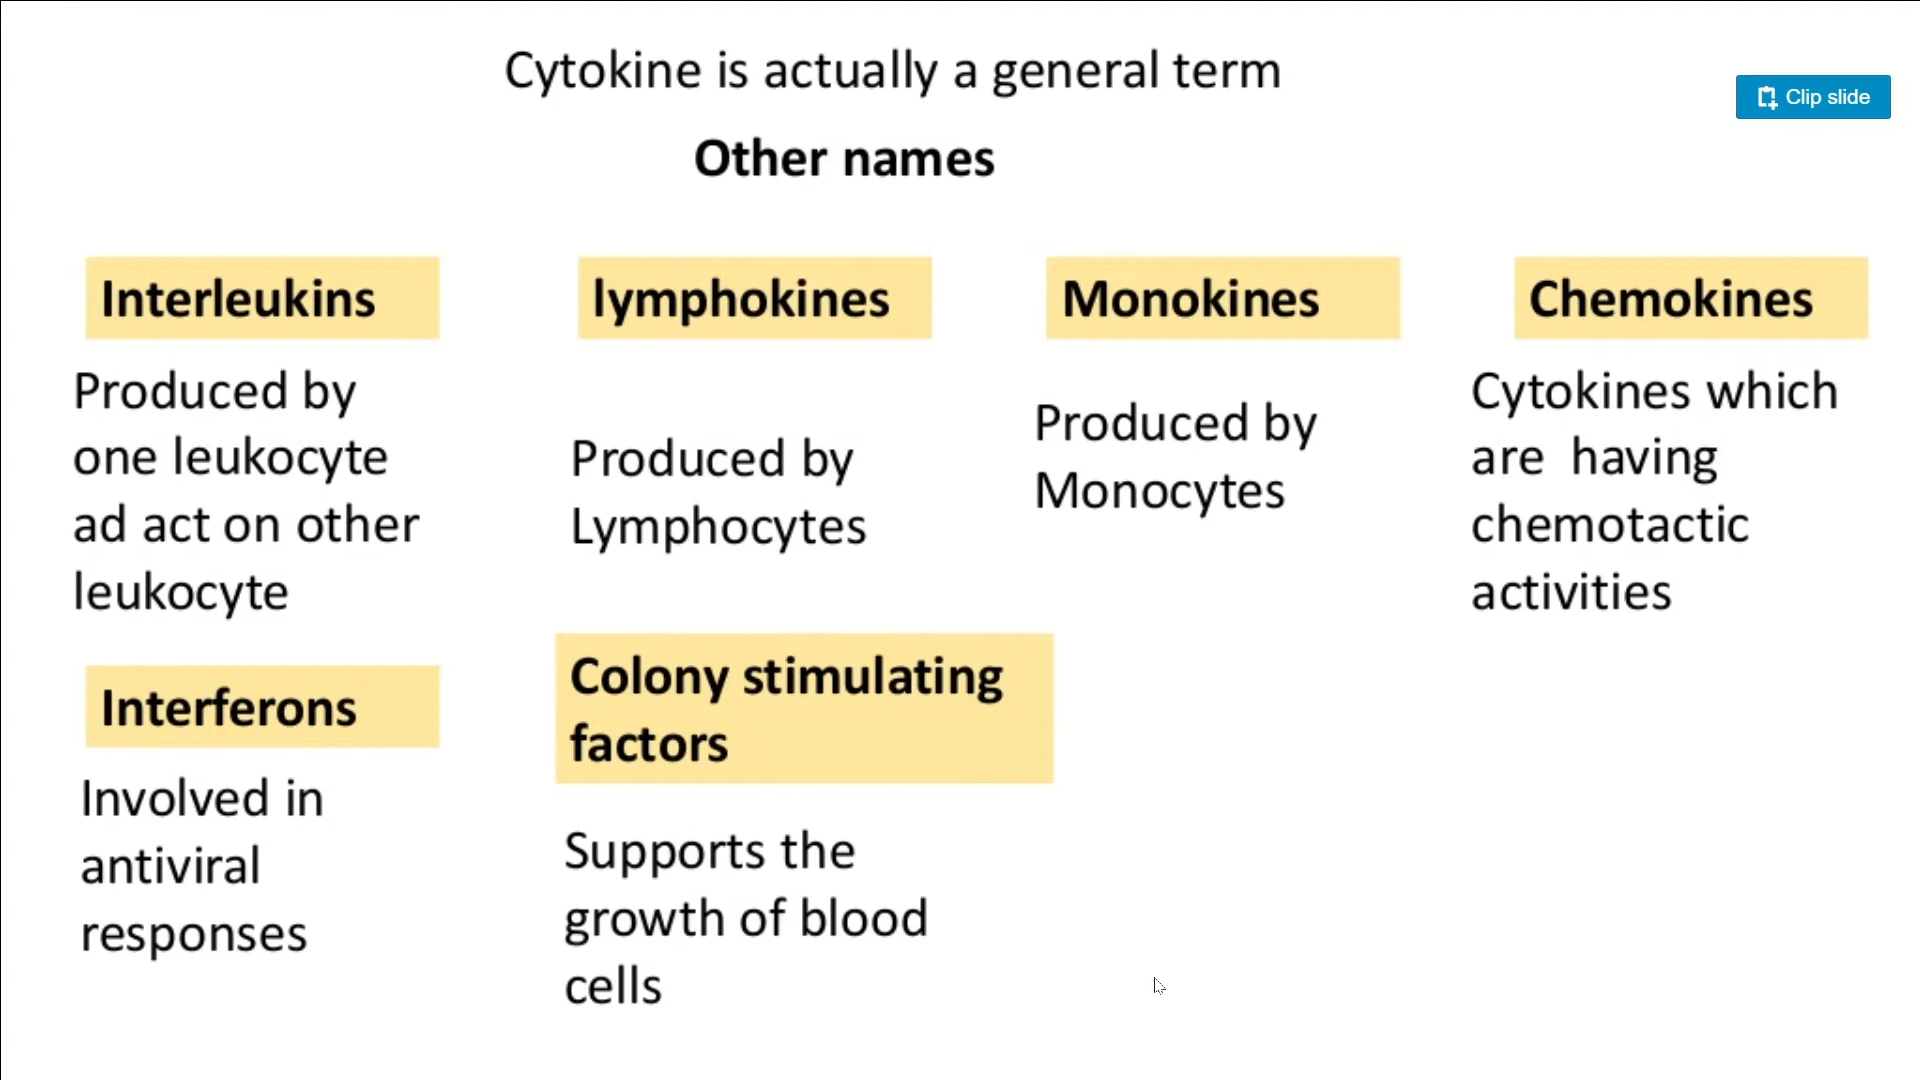 Cytokine is actually a general term
Clip slide
Other names
Interleukins
Produced by
one leukocyte
ad act on other
leukocyte
lymphokines
Produced by
Lymphocytes
Monokines
Produced by
Monocytes
Chemokines
Cytokines which
are having
chemotactic
activities
Interferons
Involved in
antiviral
responses
Colony stimulating
factors
Supports the
growth of blood
cells